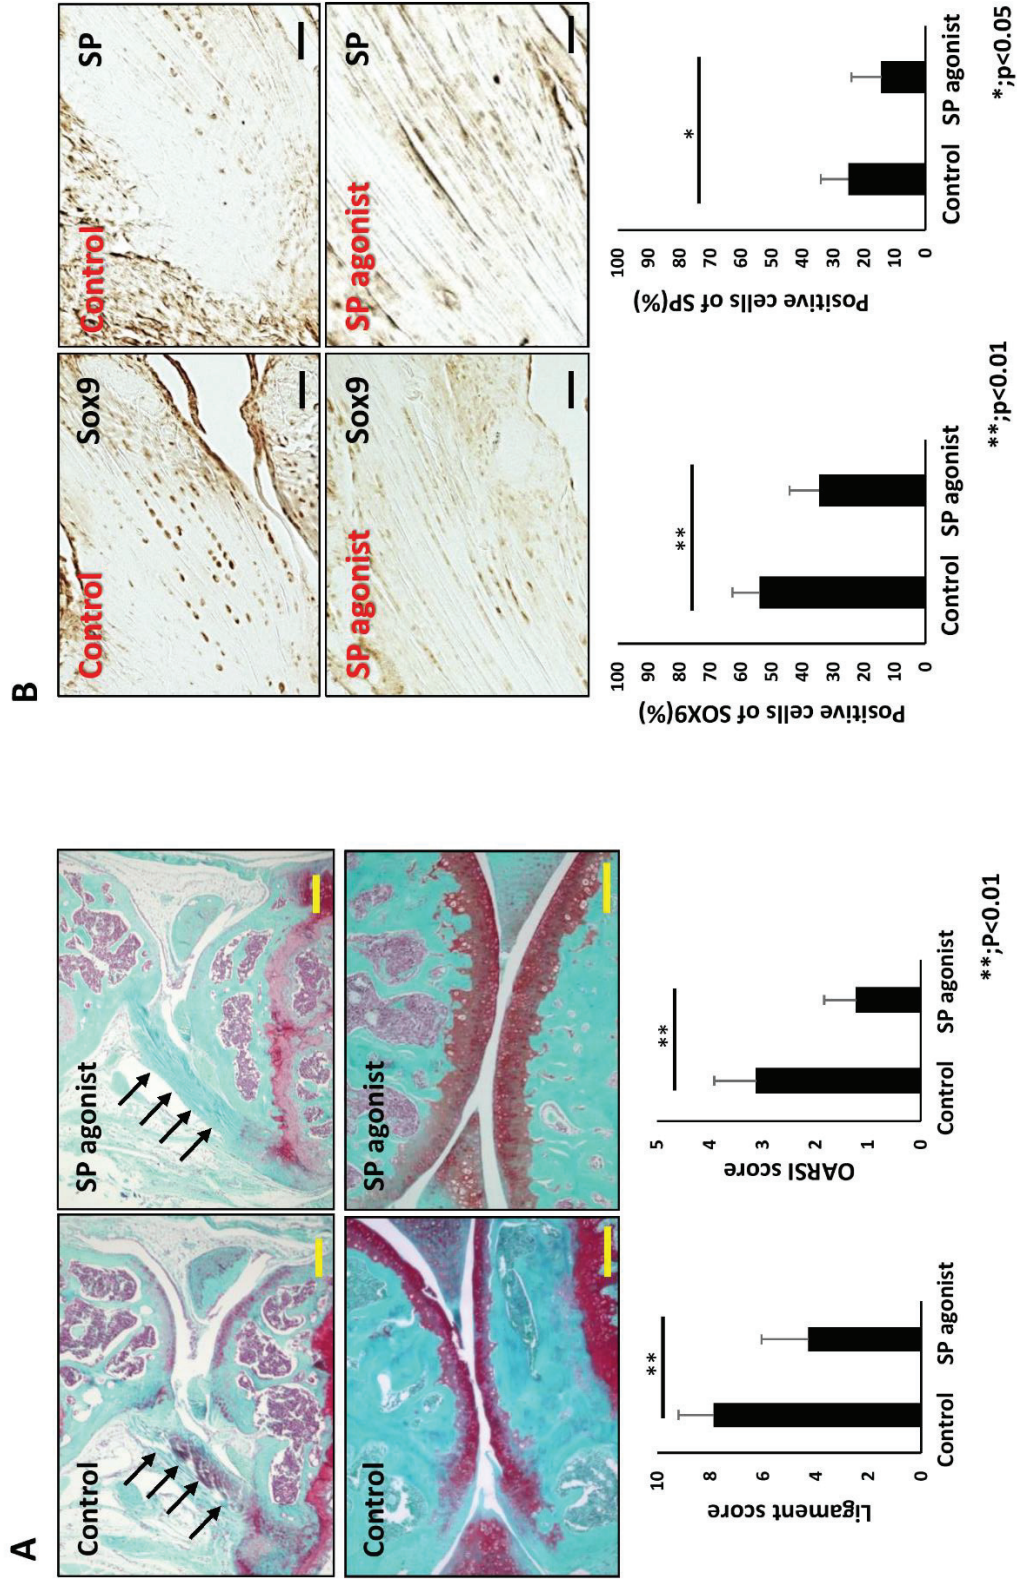 A
Control
SP agonist
Control
SP agonist
Ligament score
10
8
6
4
2
0
**
Control
SP agonist
OARSI score
5
4
3
2
1
0
**
Control
SP agonist
**;P<0.01
B
Control
Sox9
Control
SP
SP agonist
Sox9
SP agonist
SP
Positive cells of SOX9(%)
100
90
80
70
60
50
40
30
20
10
0
**
Control
SP agonist
**;p<0.01
Positive cells of SP(%)
100
90
80
70
60
50
40
30
20
10
0
*
Control
SP agonist
*;p<0.05